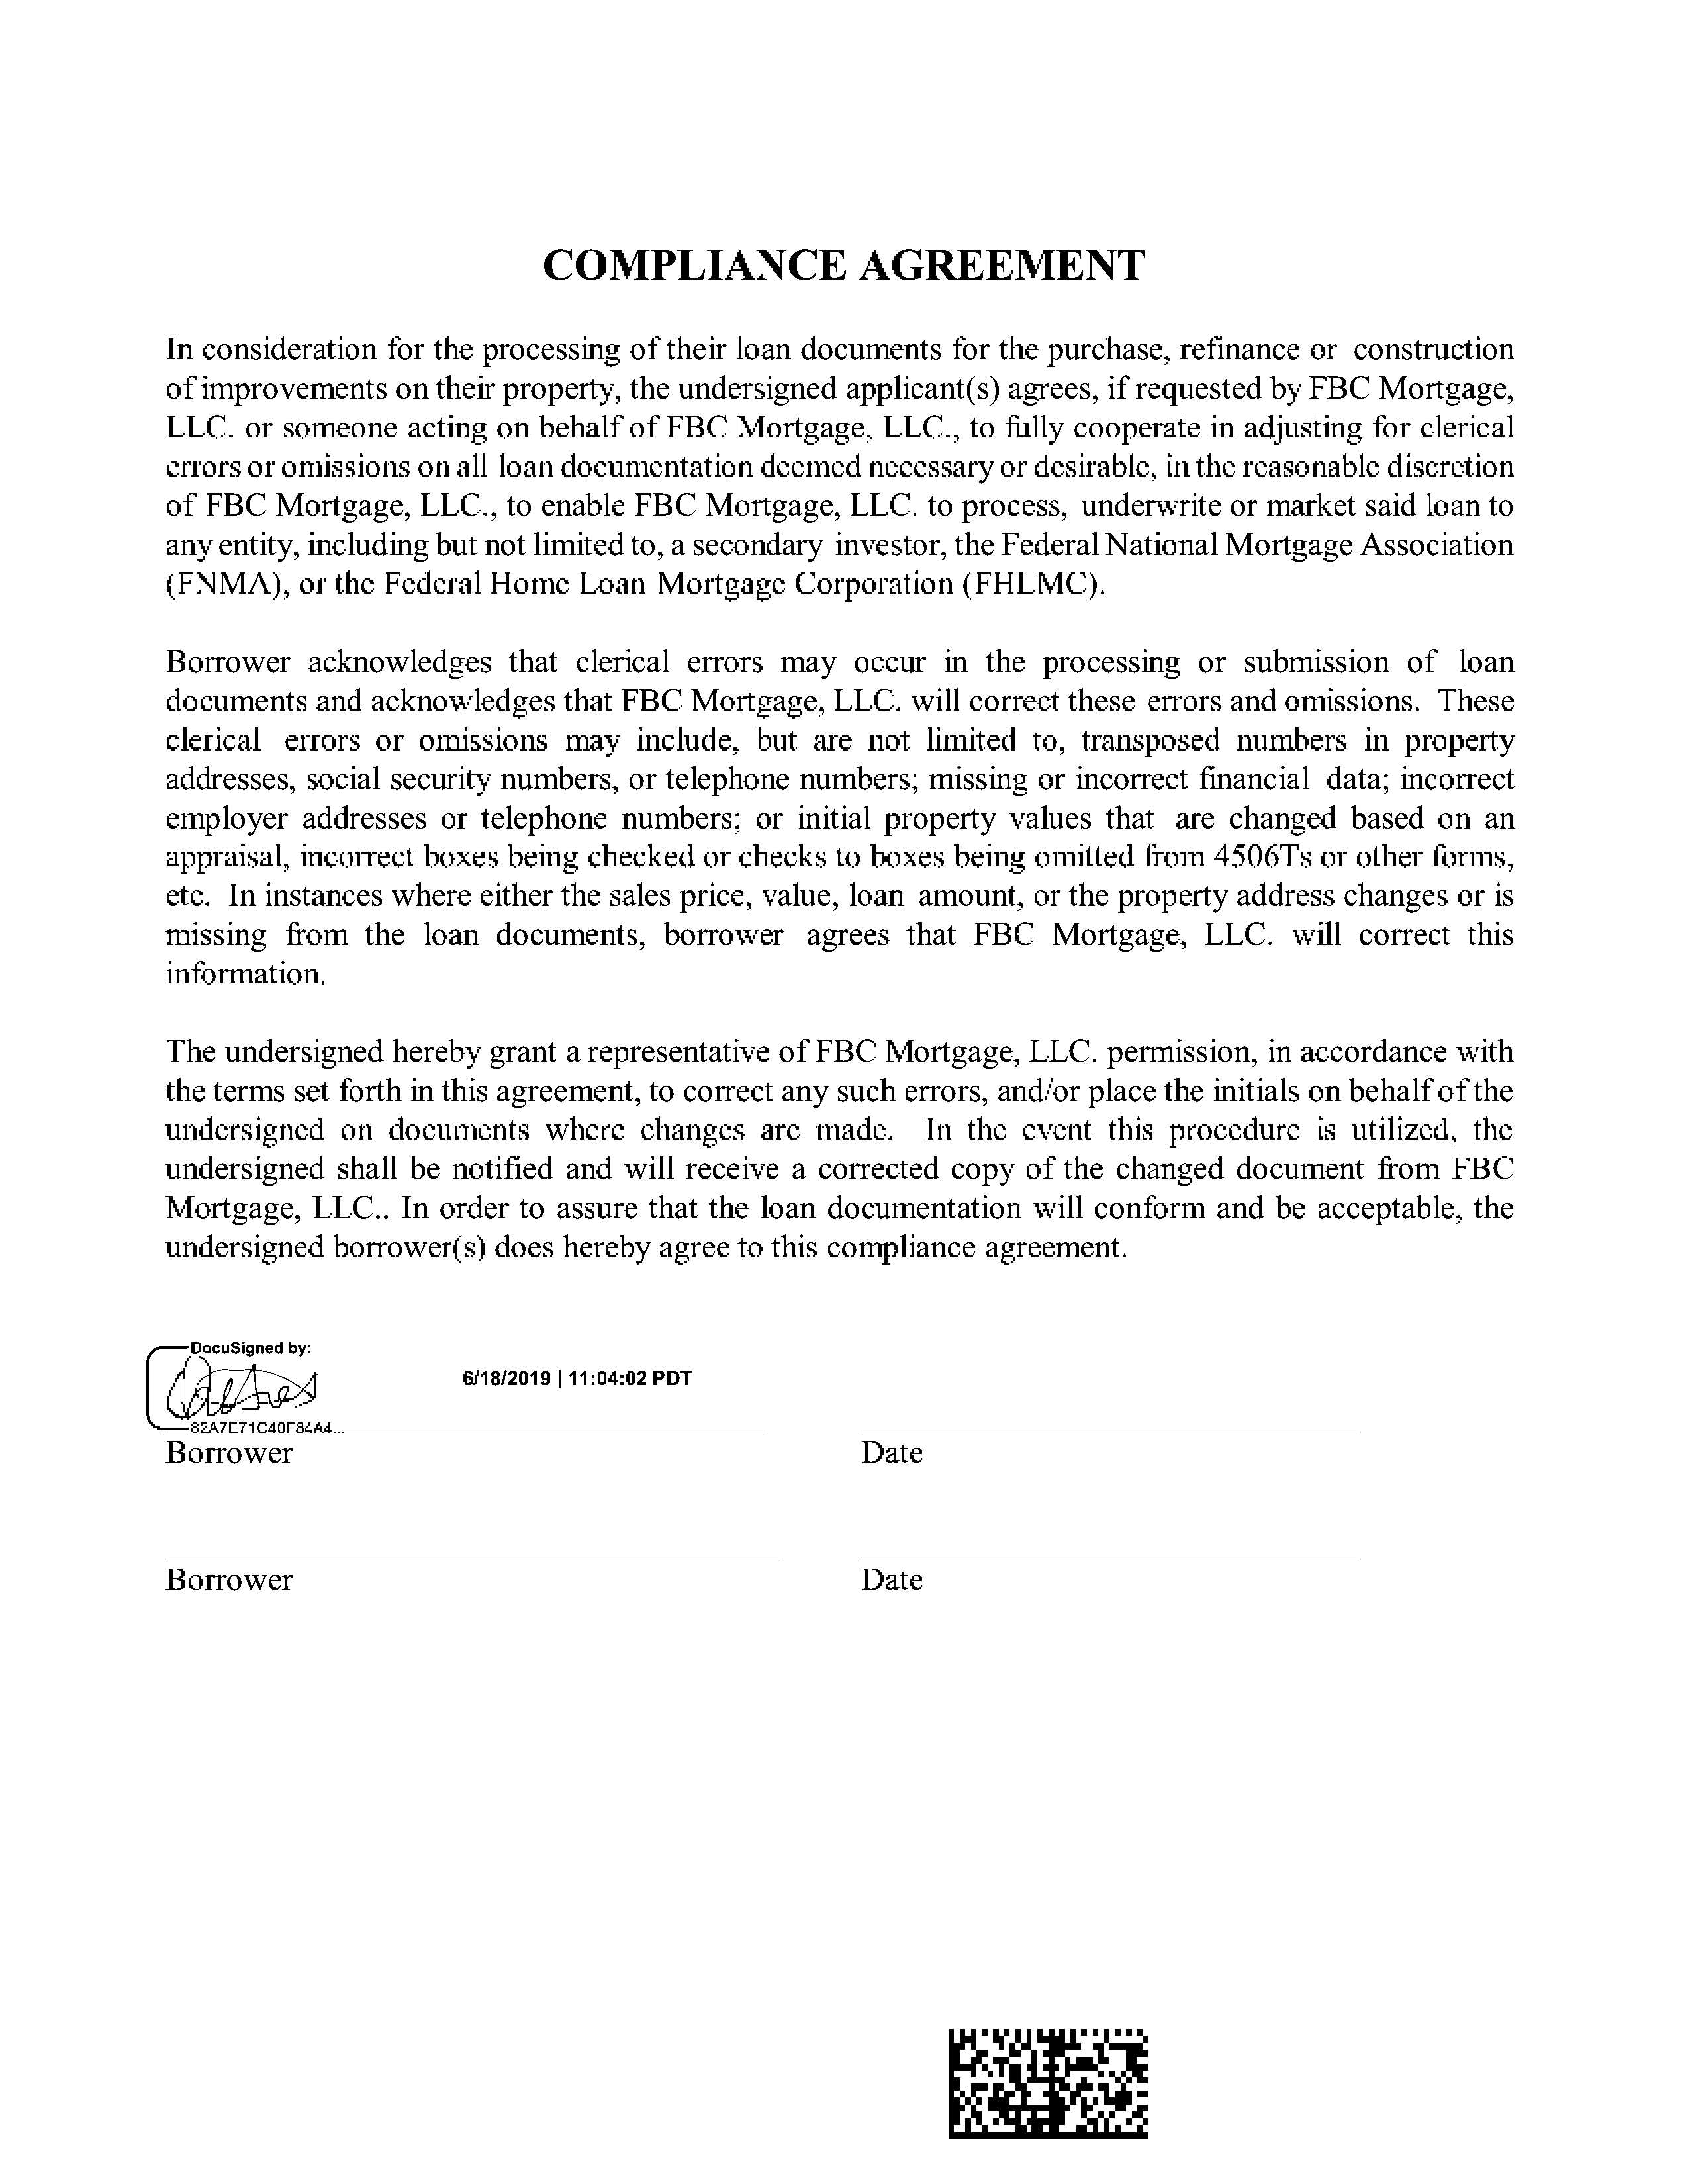 COMPLIANCE AGREEMENT
In consideration for the processing of their loan documents for the purchase, refinance or construction
of improvements on their property, the undersigned applicant(s) agrees, if requested by FBC Mortgage,
LLC. or someone acting on behalf of FBC Mortgage, LLC., to fully cooperate in adjusting for clerical
errors or omissions on all loan documentation deemed necessary or desirable, in the reasonable discretion
of FBC Mortgage, LLC., to enable FBC Mortgage, LLC. to process, underwrite or market said loan to
any entity, including but not limited to, a secondary investor, the Federal National Mortgage Association
(FNMA), or the Federal Home Loan Mortgage Corporation (FHLMC).
Borrower acknowledges that clerical errors may occur in the processing or submission of loan
documents and acknowledges that FBC Mortgage, LLC. will correct these errors and omissions. These
clerical errors or omissions may include, but are not limited to, transposed numbers in property
addresses, social security numbers, or telephone numbers; missing or incorrect financial data; incorrect
employer addresses or telephone numbers; or initial property values that are changed based on an
appraisal, incorrect boxes being checked or checks to boxes being omitted from 4506Ts or other forms,
etc. In instances where either the sales price, value, loan amount, or the property address changes or is
missing from the loan documents, borrower agrees that FBC Mortgage, LLC. will correct this
information.
The undersigned hereby grant a representative of FBC Mortgage, LLC. permission, in accordance with
the terms set forth in this agreement, to correct any such errors, and/or place the initials on behalf of the
undersigned on documents where changes are made. In the event this procedure is utilized, the
undersigned shall be notified and will receive a corrected copy of the changed document from FBC
Mortgage, LLC.. In order to assure that the loan documentation will conform and be acceptable, the
undersigned borrower(s) does hereby agree to this compliance agreement.
DocuSigned by:
6/18/2019 | 11:04:02 PDT
82A7E71C40F84A4...
Borrower Date
Borrower Date